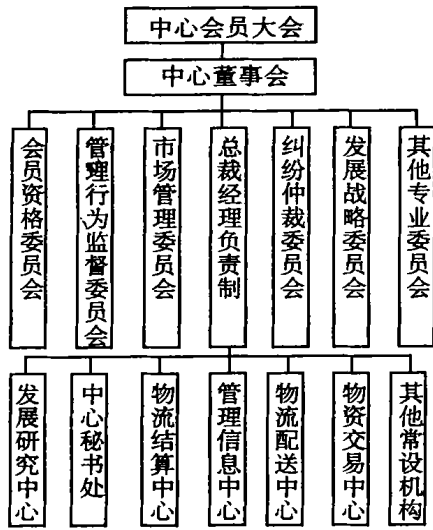 中心会员大会
中心董事会
会员资格委员会
管理行为监督委员会
市场管理委员会
总裁经理负责制
纠纷仲裁委员会
发展战略委员会
其他专业委员会
发展研究中心
中心秘书处
物流结算中心
管理信息中心
物流配送中心
物资交易中心
其他常设机构